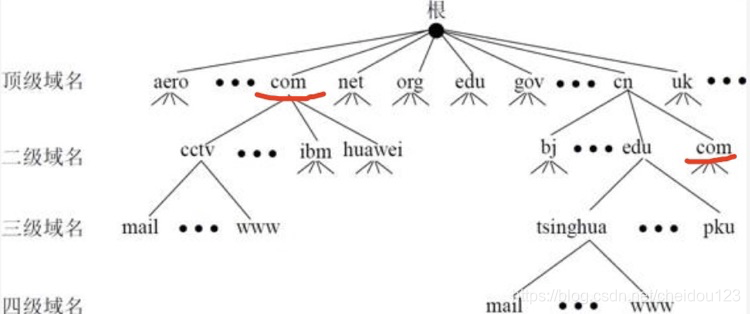 根
顶级域名 aero ••• com net org edu gov ••• cn uk •••
二级域名 cctv ••• ibm huawei bj ••• edu com
三级域名 mail ••• www tsinghua ••• pku
四级域名 mail ••• www
https://blog.csdn.net/cheidou123